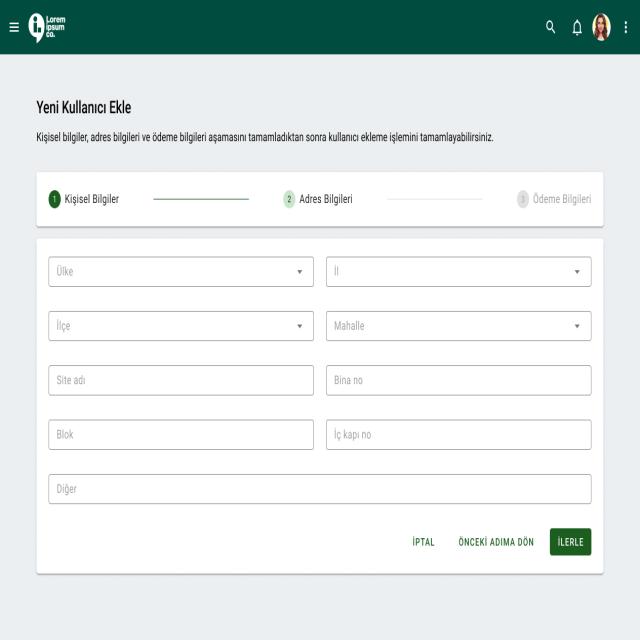 Lorem
ipsum
co.
Yeni Kullanıcı Ekle
Kişisel bilgiler, adres bilgileri ve ödeme bilgileri aşamasını tamamladıktan sonra kullanıcı ekleme işlemini tamamlayabilirsiniz.
1 Kişisel Bilgiler 2 Adres Bilgileri 3 Ödeme Bilgileri
Ülke İl
İlçe Mahalle
Site adı Bina no
Blok İç kapı no
Diğer
İPTAL ÖNCEKİ ADIMA DÖN İLERLE